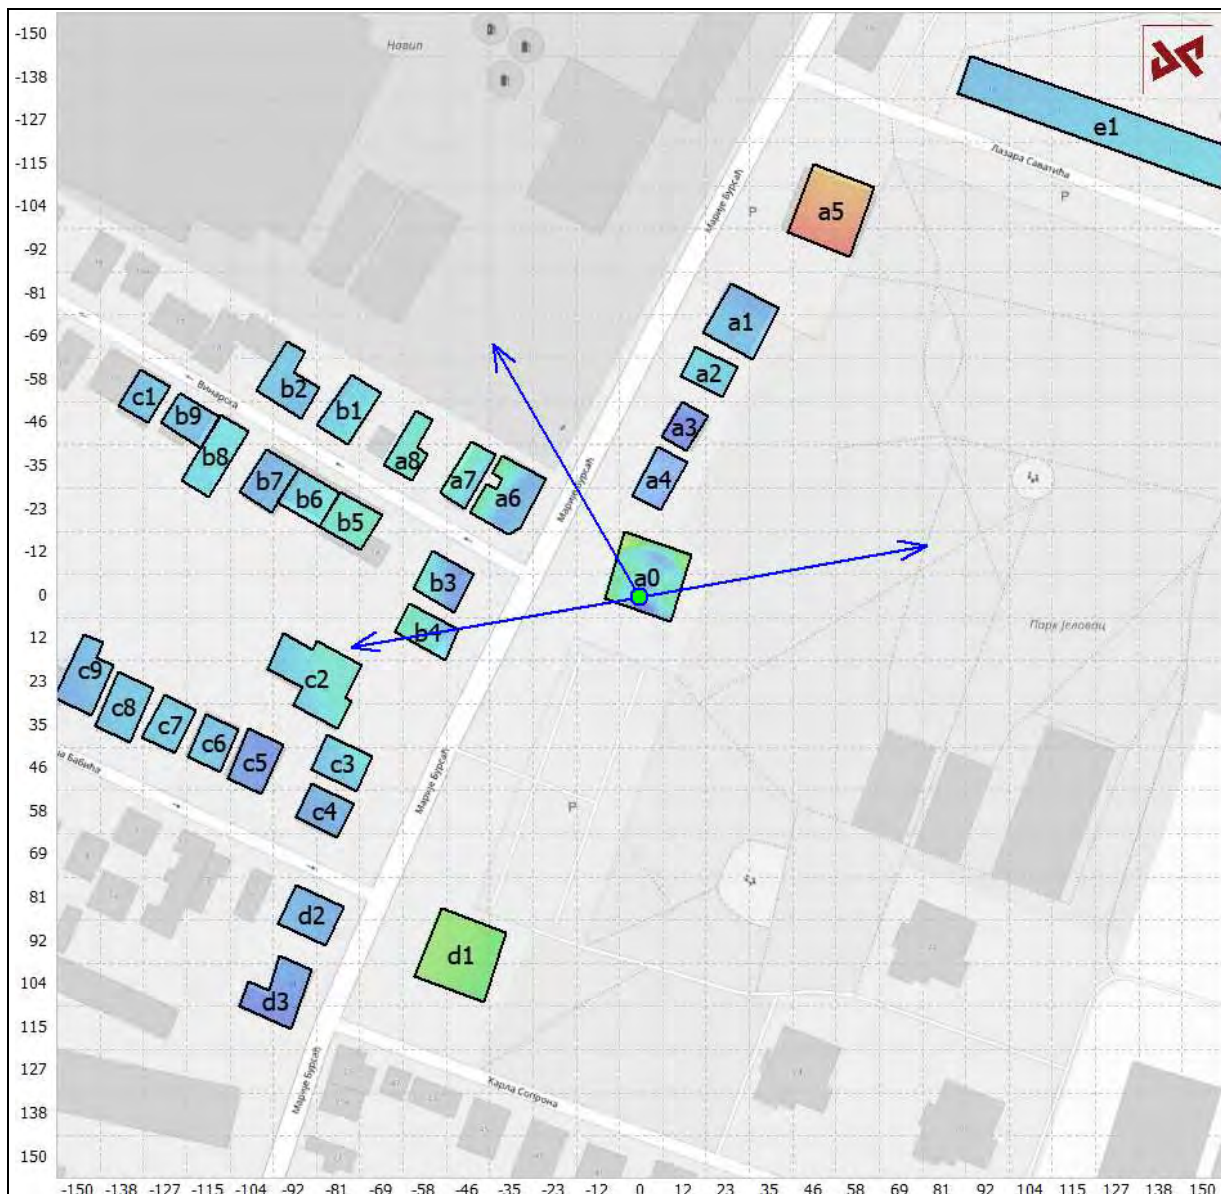 -150
-138
-127
-115
-104
-92
-81
-69
-58
-46
-35
-23
-12
0
12
23
35
46
58
69
81
92
104
115
127
138
150
Новип
e1
Лазара Саватића
P
Марије Бурсаћ
P
a5
a1
a2
a3
a4
a0
Винарска
c1
b9
b8
b2
b1
a8
a7
a6
b7
b6
b5
Марије Бурсаћ
b3
b4
Парк Јеловац
c9
c8
c7
c6
c5
c2
c3
c4
Бабића
Марије Бурсаћ
P
d2
d1
d3
Марије Бурсаћ
Карла Сопрона
-150 -138 -127 -115 -104 -92 -81 -69 -58 -46 -35 -23 -12 0 12 23 35 46 58 69 81 92 104 115 127 138 150